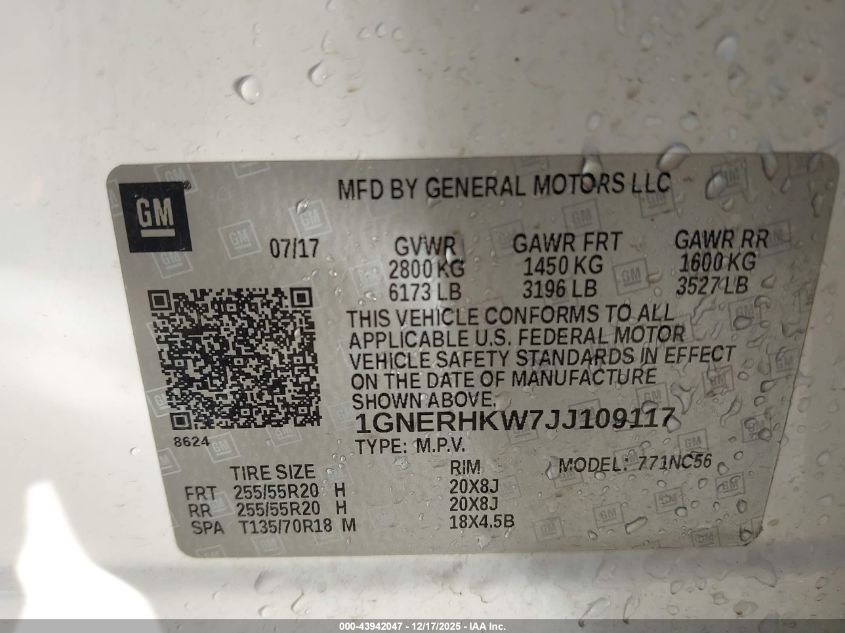 GM
MFD BY GENERAL MOTORS LLC
07/17 GVWR GAWR FRT GAWR RR
2800 KG 1450 KG 1600 KG
6173 LB 3196 LB 3527 LB
THIS VEHICLE CONFORMS TO ALL
APPLICABLE U.S. FEDERAL MOTOR
VEHICLE SAFETY STANDARDS IN EFFECT
ON THE DATE OF MANUFACTURE
SHOWN ABOVE.
1GNERHKW7JJ109117
8624
TYPE: M.P.V.
TIRE SIZE RIM MODEL: 771NC56
FRT 255/55R20 H 20X8J
RR 255/55R20 H 20X8J
SPA T135/70R18 M 18X4.5B
000-43942047 - 12/17/2025 - IAA Inc.